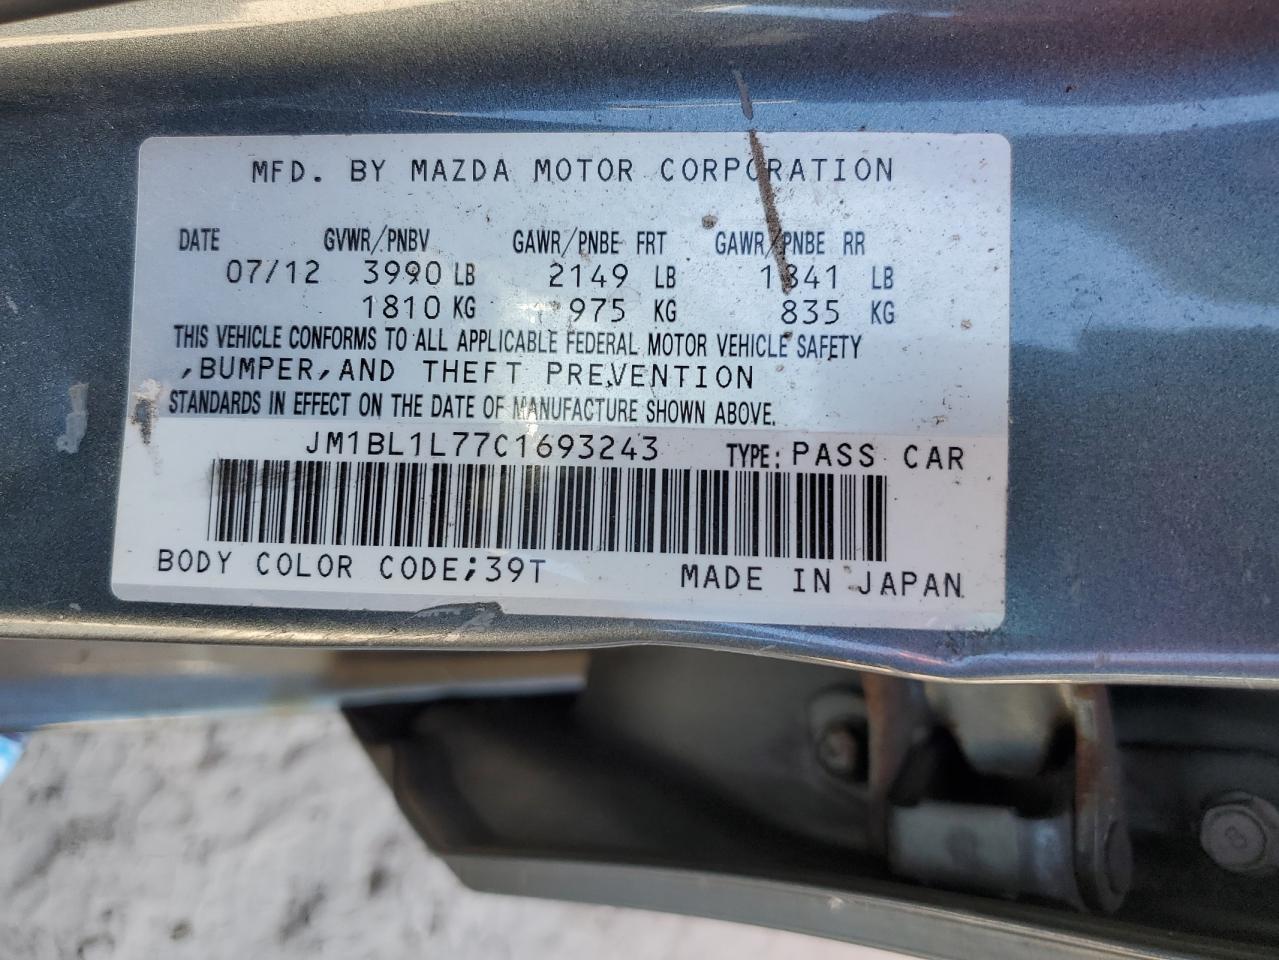 MFD. BY MAZDA MOTOR CORPORATION
DATE GVWR/PNBV GAWR/PNBE FRT GAWR/PNBE RR
07/12 3990 LB 2149 LB 1841 LB
1810 KG 975 KG 835 KG
THIS VEHICLE CONFORMS TO ALL APPLICABLE FEDERAL MOTOR VEHICLE SAFETY
,BUMPER,AND THEFT PREVENTION
STANDARDS IN EFFECT ON THE DATE OF MANUFACTURE SHOWN ABOVE.
JM1BL1L77C1693243 TYPE: PASS CAR
BODY COLOR CODE;39T MADE IN JAPAN
8